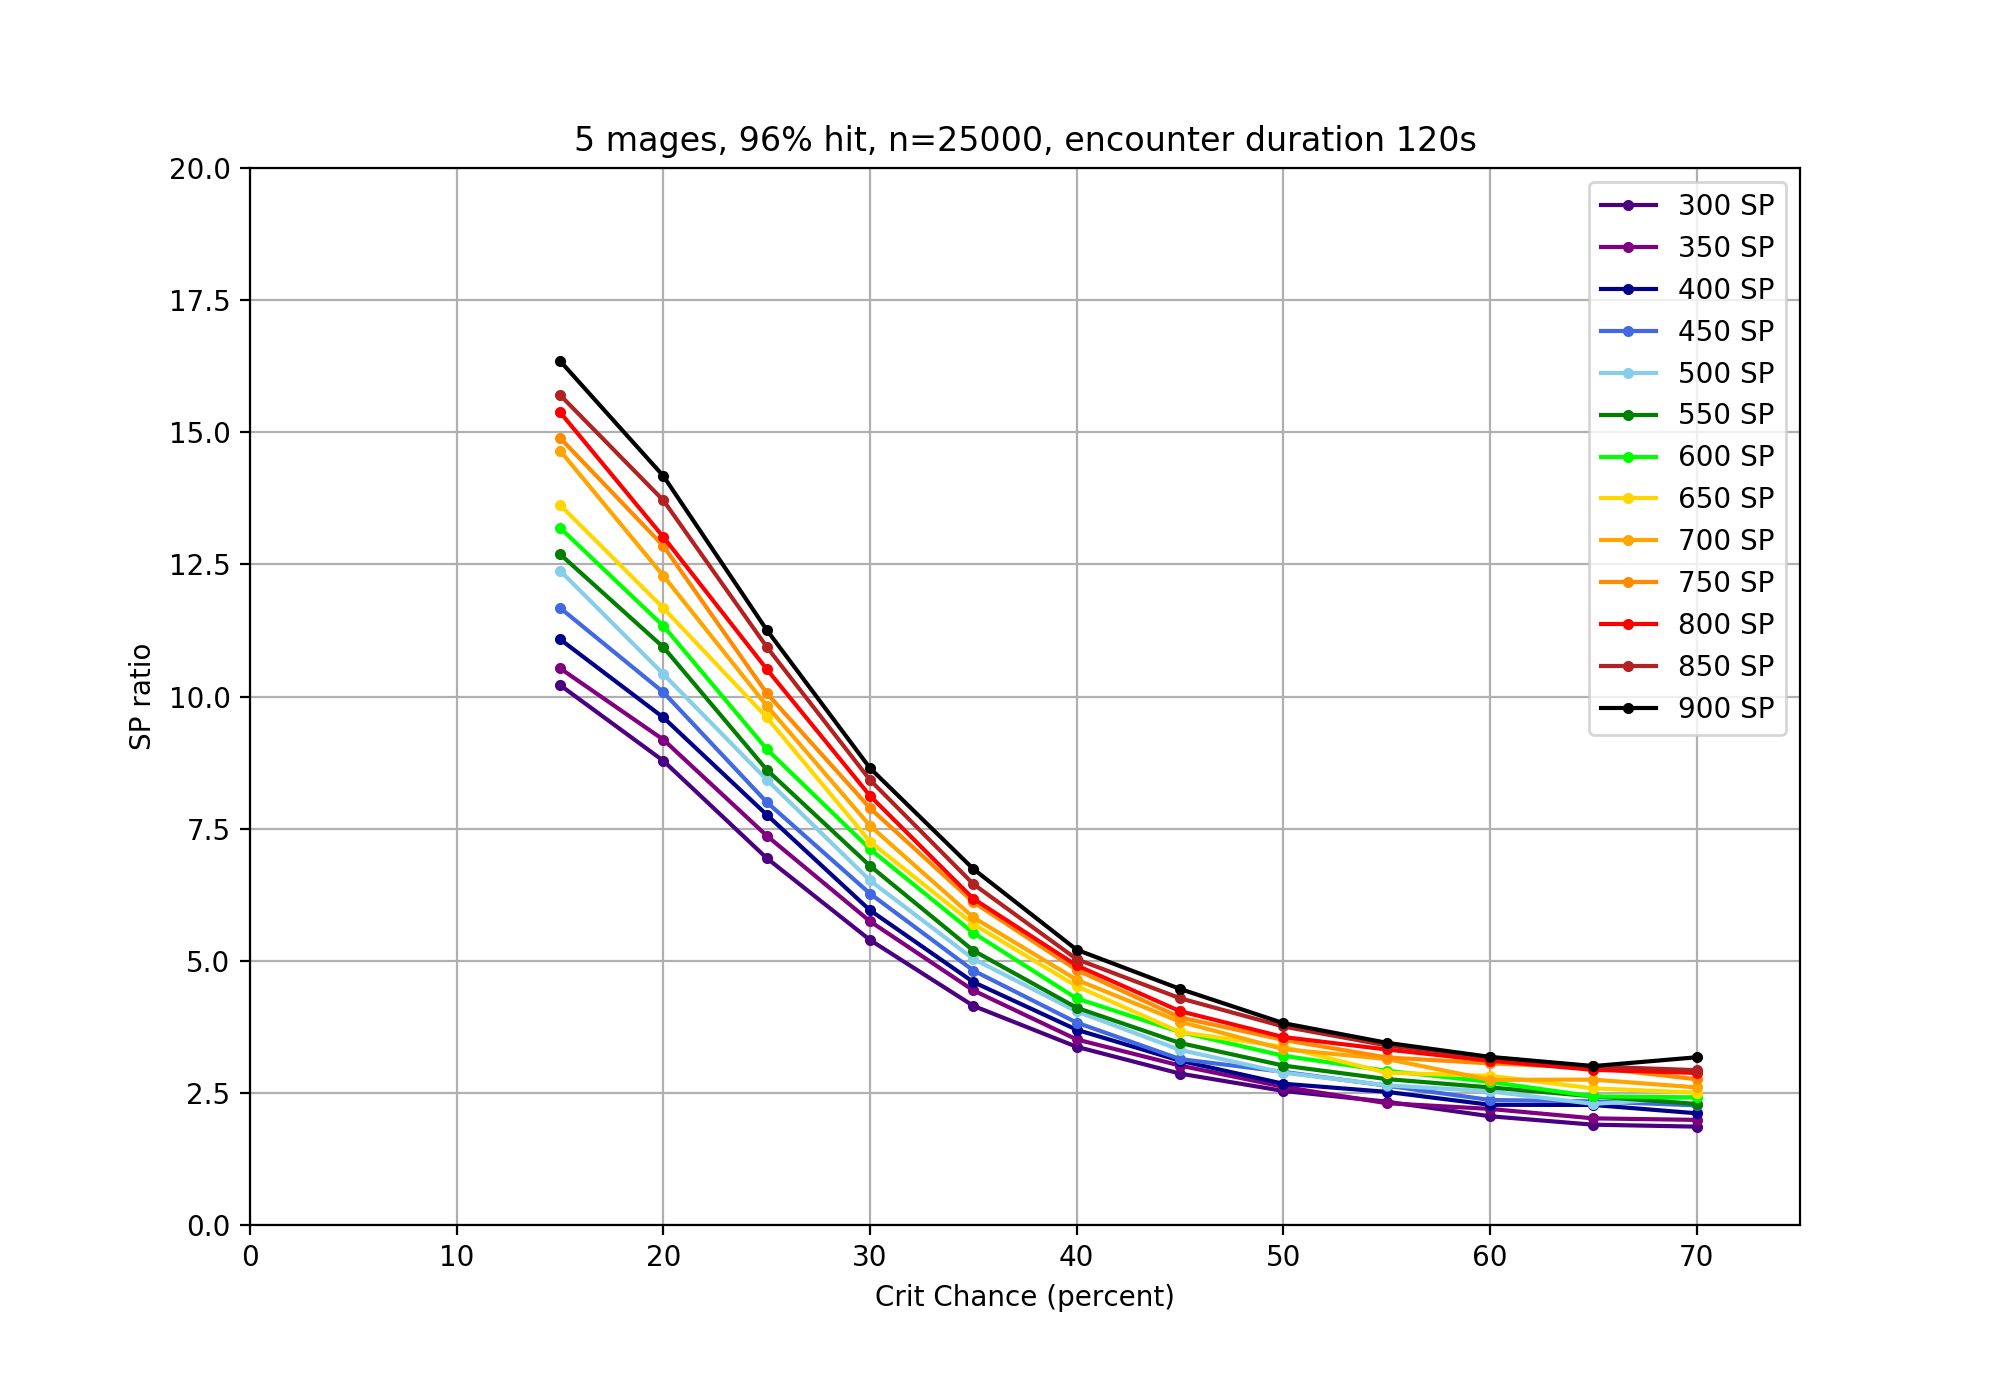 5 mages, 96% hit, n=25000, encounter duration 120s
20.0
17.5
15.0
12.5
10.0
7.5
5.0
2.5
0.0
SP ratio
300 SP
350 SP
400 SP
450 SP
500 SP
550 SP
600 SP
650 SP
700 SP
750 SP
800 SP
850 SP
900 SP
0 10 20 30 40 50 60 70
Crit Chance (percent)